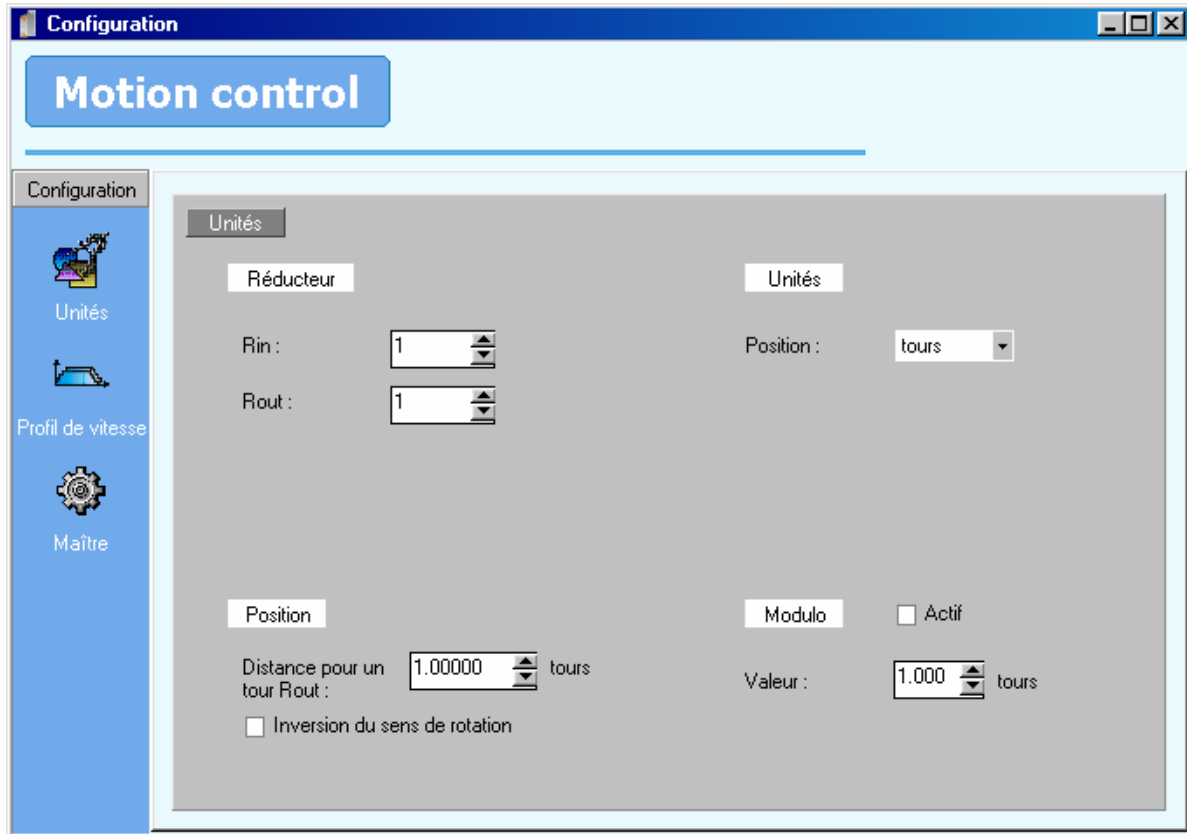 Configuration
Motion control
Configuration
Unités
Profil de vitesse
Maître
Unités
Réducteur
Unités
Rin : 1
Position : tours
Rout : 1
Position
Modulo
Actif
Distance pour un
tour Rout : 1.00000 tours
Valeur : 1.000 tours
Inversion du sens de rotation